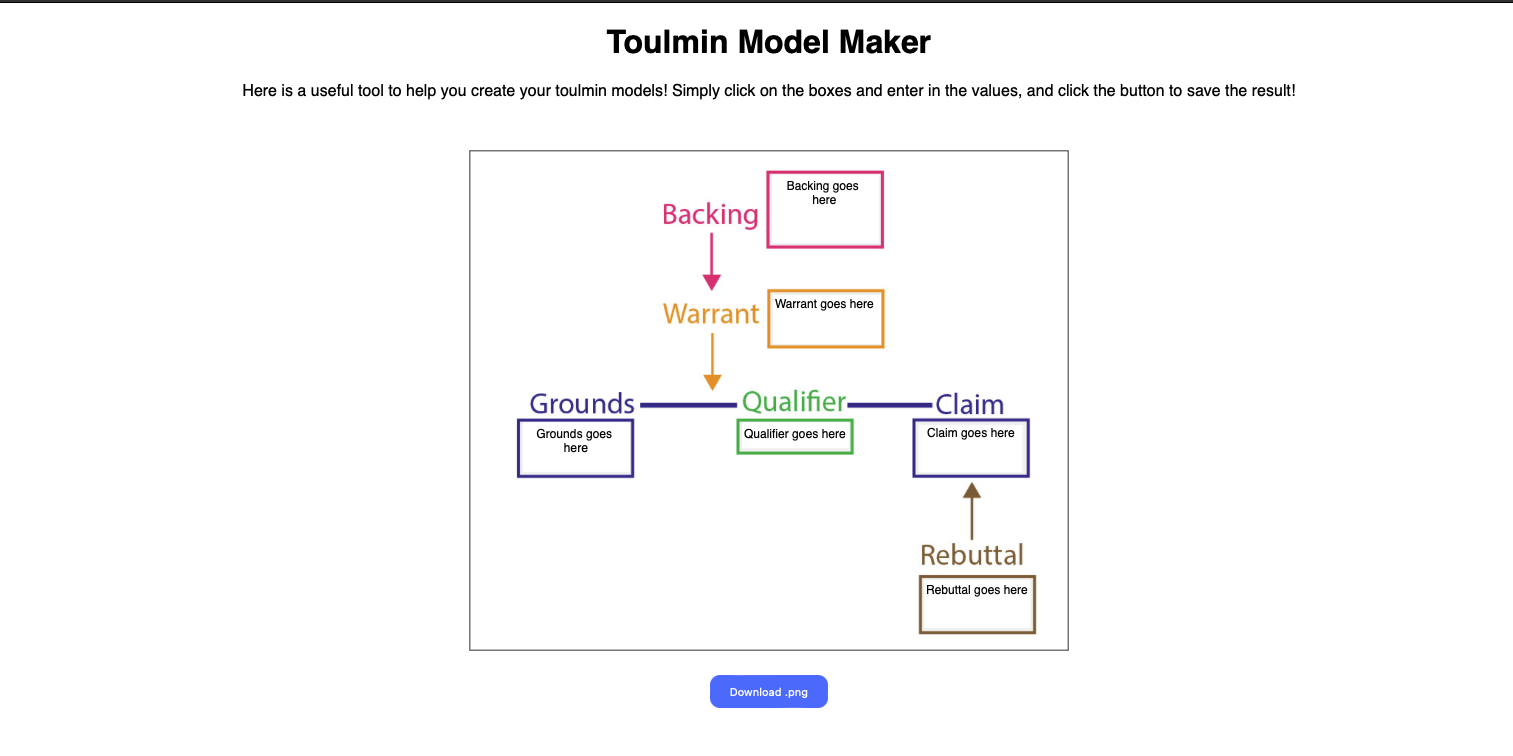 Toulmin Model Maker
Here is a useful tool to help you create your toulmin models! Simply click on the boxes and enter in the values, and click the button to save the result!
Backing goes
here
Backing
Warrant goes here
Warrant
Grounds
Qualifier
Claim
Grounds goes
here
Qualifier goes here
Claim goes here
Rebuttal
Rebuttal goes here
Download .png